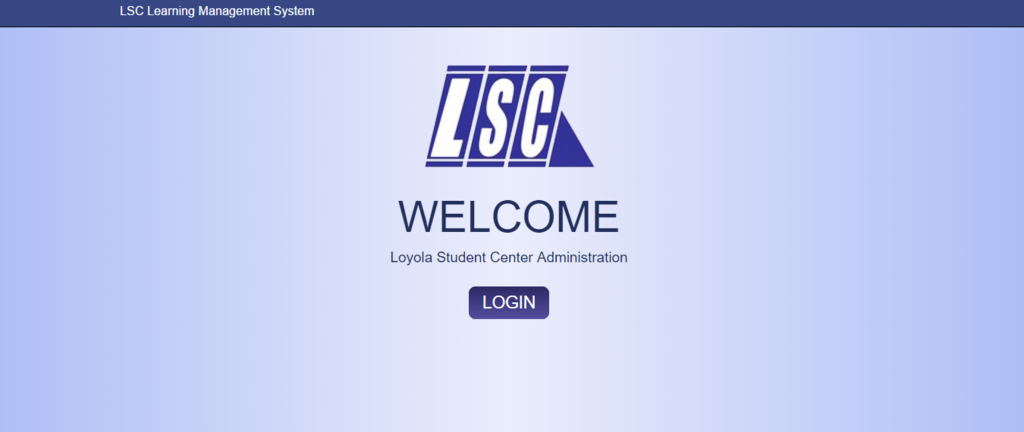 LSC Learning Management System
LSC
WELCOME
Loyola Student Center Administration
LOGIN